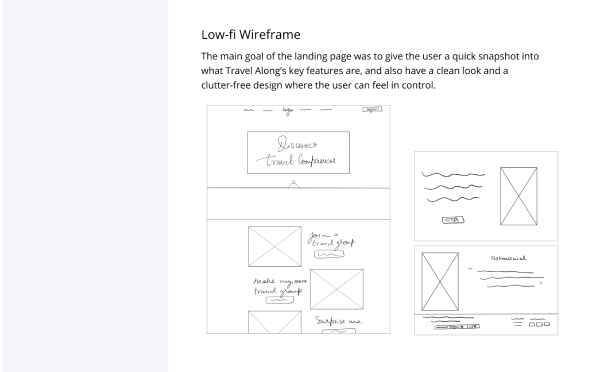 Low-fi Wireframe
The main goal of the landing page was to give the user a quick snapshot into
what Travel Along's key features are, and also have a clean look and a
clutter-free design where the user can feel in control.
logo
Discover
travel Companions
Join a
travel group
make my own
travel group
Surprise me
CTA
Testimonial